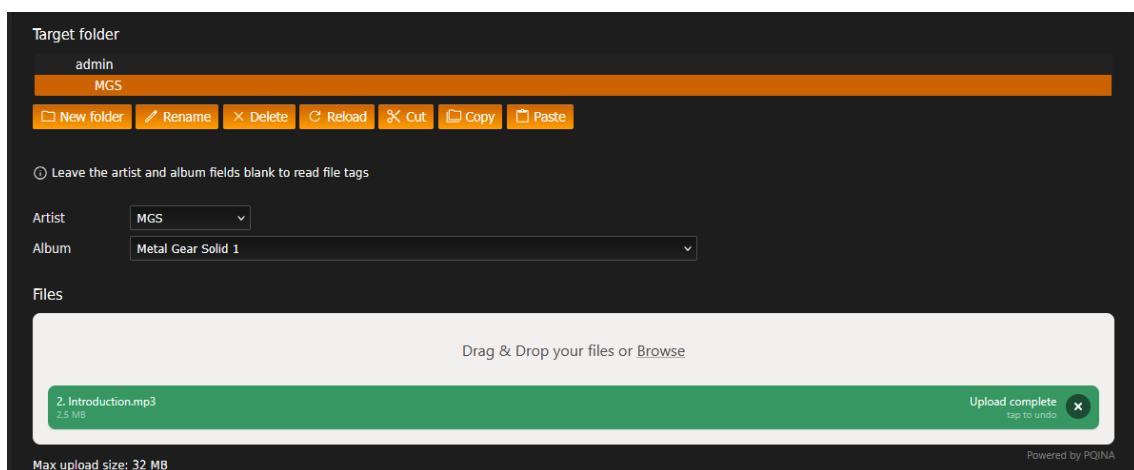 Target folder
admin
MGS
New folder Rename Delete Reload Cut Copy Paste
Leave the artist and album fields blank to read file tags
Artist MGS
Album Metal Gear Solid 1
Files
Drag & Drop your files or Browse
2. Introduction.mp3 Upload complete
2.5 MB tap to undo
Powered by PQINA
Max upload size: 32 MB